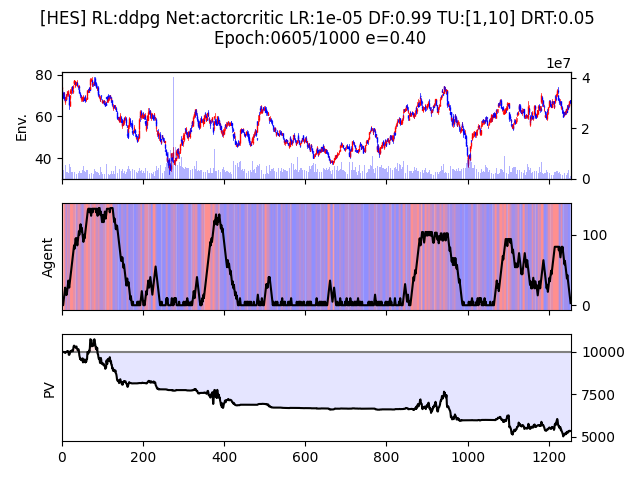 [HES] RL:ddpg Net:actorcritic LR:1e-05 DF:0.99 TU:[1,10] DRT:0.05
Epoch:0605/1000 e=0.40
1e7
80
60
40
Env.
4
2
0
Agent
100
0
PV
10000
7500
5000
0 200 400 600 800 1000 1200